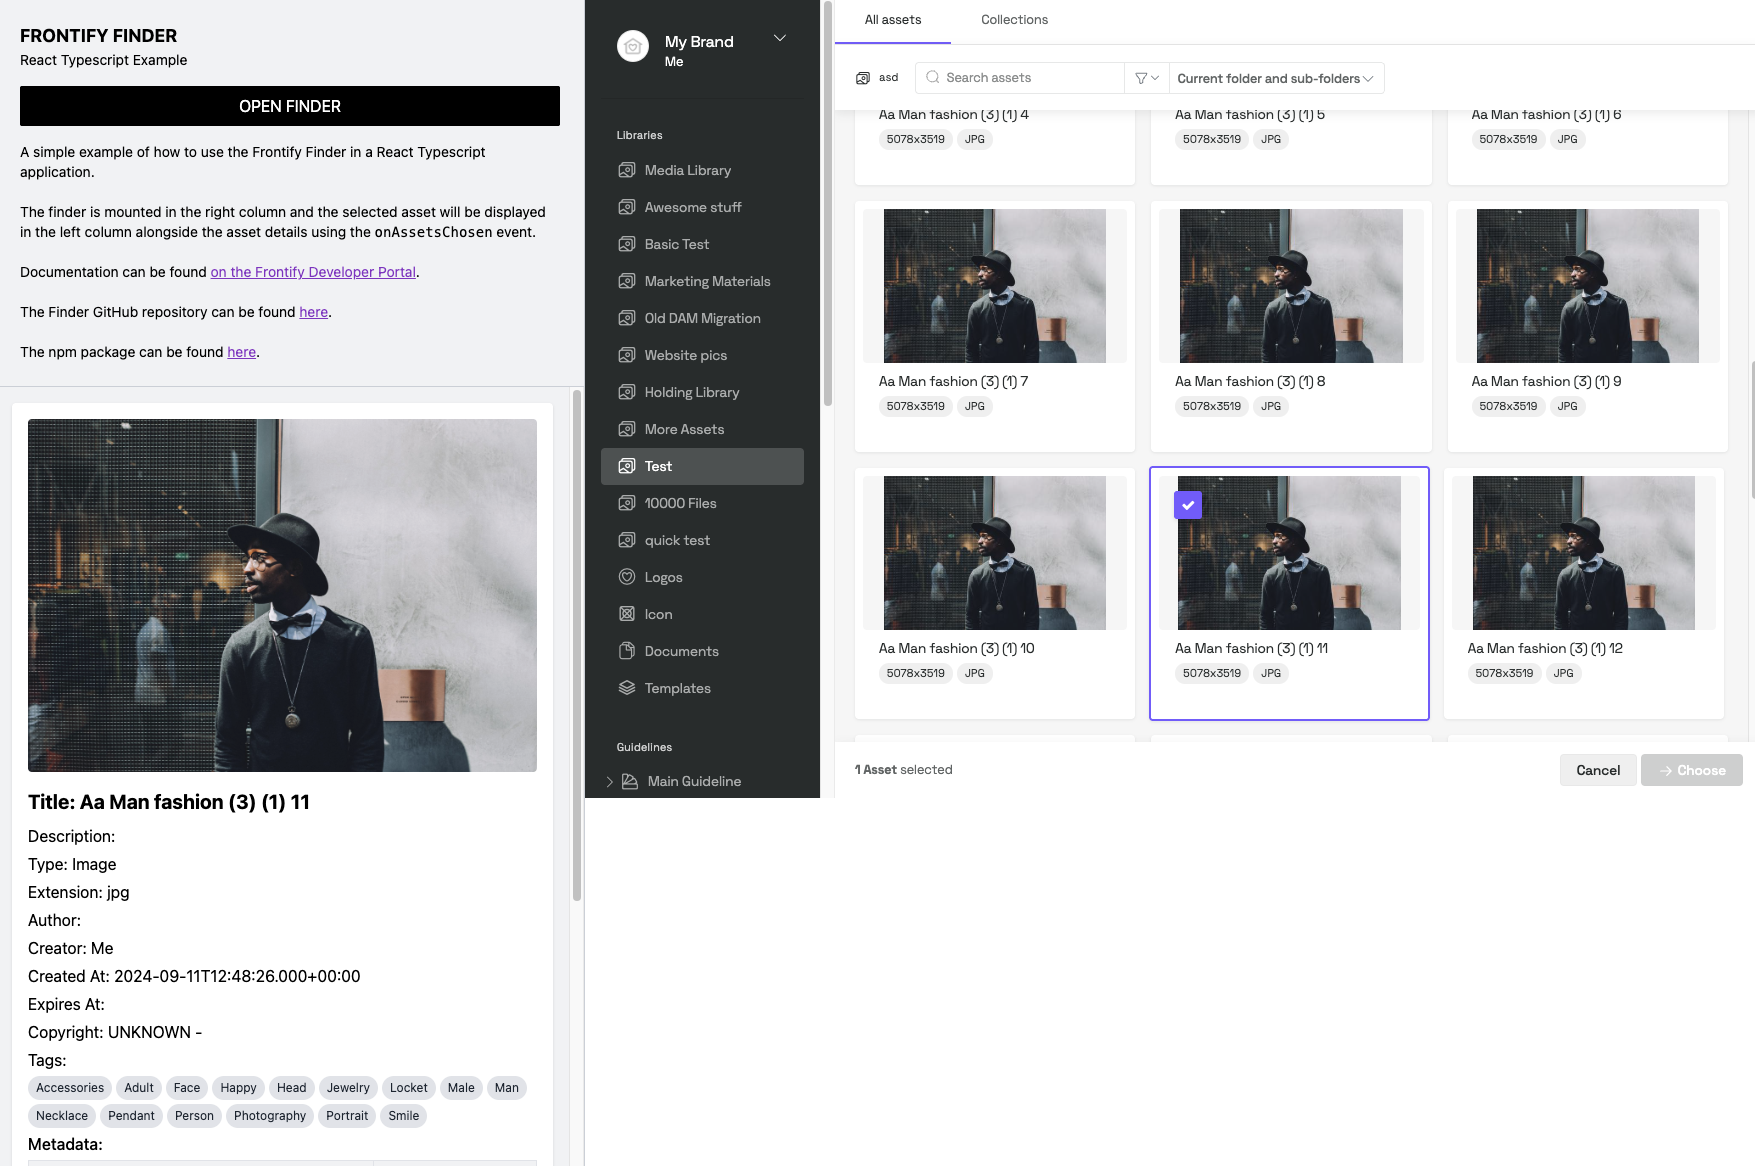 FRONTIFY FINDER
React Typescript Example
OPEN FINDER
A simple example of how to use the Frontify Finder in a React Typescript
application.
The finder is mounted in the right column and the selected asset will be displayed
in the left column alongside the asset details using the onAssetsChosen event.
Documentation can be found on the Frontify Developer Portal.
The Finder GitHub repository can be found here.
The npm package can be found here.
Title: Aa Man fashion (3) (1) 11
Description:
Type: Image
Extension: jpg
Author:
Creator: Me
Created At: 2024-09-11T12:48:26.000+00:00
Expires At:
Copyright: UNKNOWN -
Tags:
Accessories Adult Face Happy Head Jewelry Locket Male Man
Necklace Pendant Person Photography Portrait Smile
Metadata:
My Brand
Me
Libraries
Media Library
Awesome stuff
Basic Test
Marketing Materials
Old DAM Migration
Website pics
Holding Library
More Assets
Test
10000 Files
quick test
Logos
Icon
Documents
Templates
Guidelines
Main Guideline
All assets Collections
asd Search assets Current folder and sub-folders
Aa Man fashion (3) (1) 4
5078x3519 JPG
Aa Man fashion (3) (1) 5
5078x3519 JPG
Aa Man fashion (3) (1) 6
5078x3519 JPG
Aa Man fashion (3) (1) 7
5078x3519 JPG
Aa Man fashion (3) (1) 8
5078x3519 JPG
Aa Man fashion (3) (1) 9
5078x3519 JPG
Aa Man fashion (3) (1) 10
5078x3519 JPG
Aa Man fashion (3) (1) 11
5078x3519 JPG
Aa Man fashion (3) (1) 12
5078x3519 JPG
1 Asset selected
Cancel
Choose